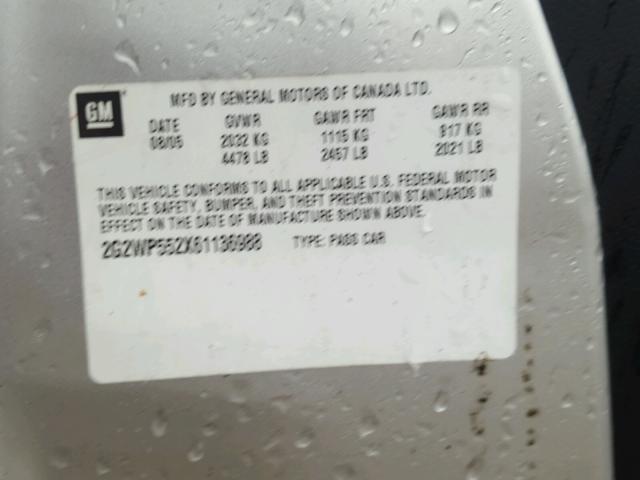 GM
MFD BY GENERAL MOTORS OF CANADA LTD.
DATE GVWR GAWR FRT GAWR RR
08/05 2032 KG 1115 KG 917 KG
4478 LB 2457 LB 2021 LB
THIS VEHICLE CONFORMS TO ALL APPLICABLE U.S. FEDERAL MOTOR
VEHICLE SAFETY, BUMPER, AND THEFT PREVENTION STANDARDS IN
EFFECT ON THE DATE OF MANUFACTURE SHOWN ABOVE.
2G2WP552X61136988 TYPE: PASS CAR